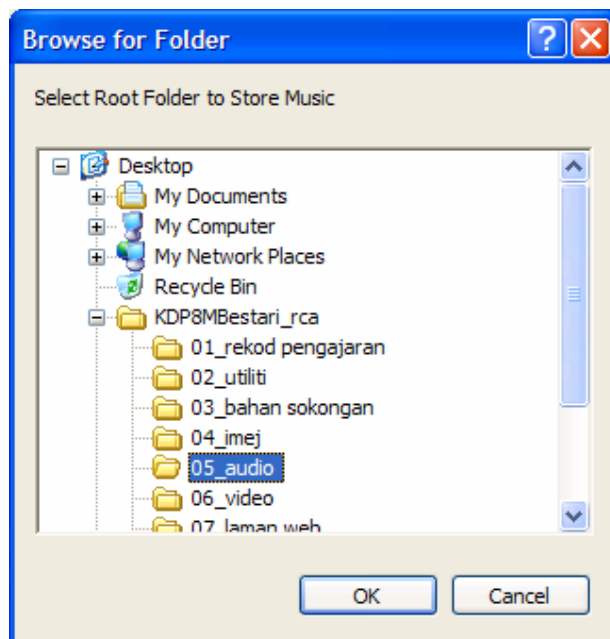 Browse for Folder
Select Root Folder to Store Music
Desktop
My Documents
My Computer
My Network Places
Recycle Bin
KDP8MBestari_rca
01_rekod pengajaran
02_utiliti
03_bahan sokongan
04_imej
05_audio
06_video
07_laman web
OK Cancel